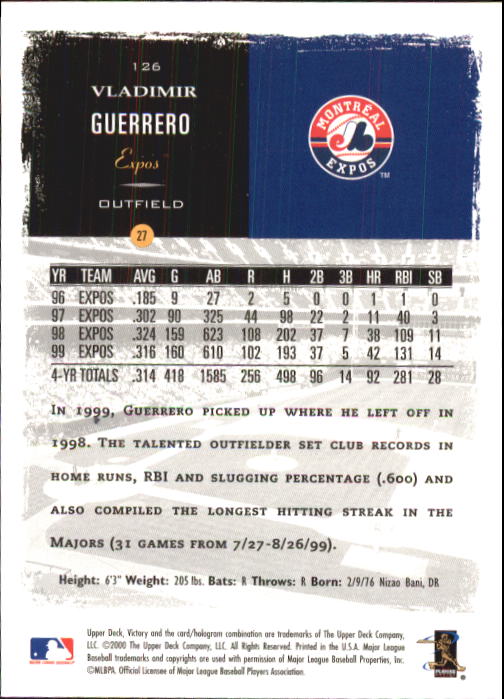 126
VLADIMIR
GUERRERO
Expos
OUTFIELD
27
MONTRÉAL
EXPOS
TM
YR TEAM AVG G AB R H 2B 3B HR RBI SB
96 EXPOS .185 9 27 2 5 0 0 1 1 0
97 EXPOS .302 90 325 44 98 22 2 11 40 3
98 EXPOS .324 159 623 108 202 37 7 38 109 11
99 EXPOS .316 160 610 102 193 37 5 42 131 14
4-YR TOTALS .314 418 1585 256 498 96 14 92 281 28
IN 1999, GUERRERO PICKED UP WHERE HE LEFT OFF IN
1998. THE TALENTED OUTFIELDER SET CLUB RECORDS IN
HOME RUNS, RBI AND SLUGGING PERCENTAGE (.600) AND
ALSO COMPILED THE LONGEST HITTING STREAK IN THE
MAJORS (31 GAMES FROM 7/27-8/26/99).
Height: 6'3" Weight: 205 lbs. Bats: R Throws: R Born: 2/9/76 Nizao Bani, DR
Upper Deck, Victory and the card/hologram combination are trademarks of The Upper Deck Company,
LLC. ©2000 The Upper Deck Company, LLC. All Rights Reserved. Printed in the U.S.A. Major League
Baseball trademarks and copyrights are used with permission of Major League Baseball Properties, Inc.
©MLBPA. Official Licensee of Major League Baseball Players Association.